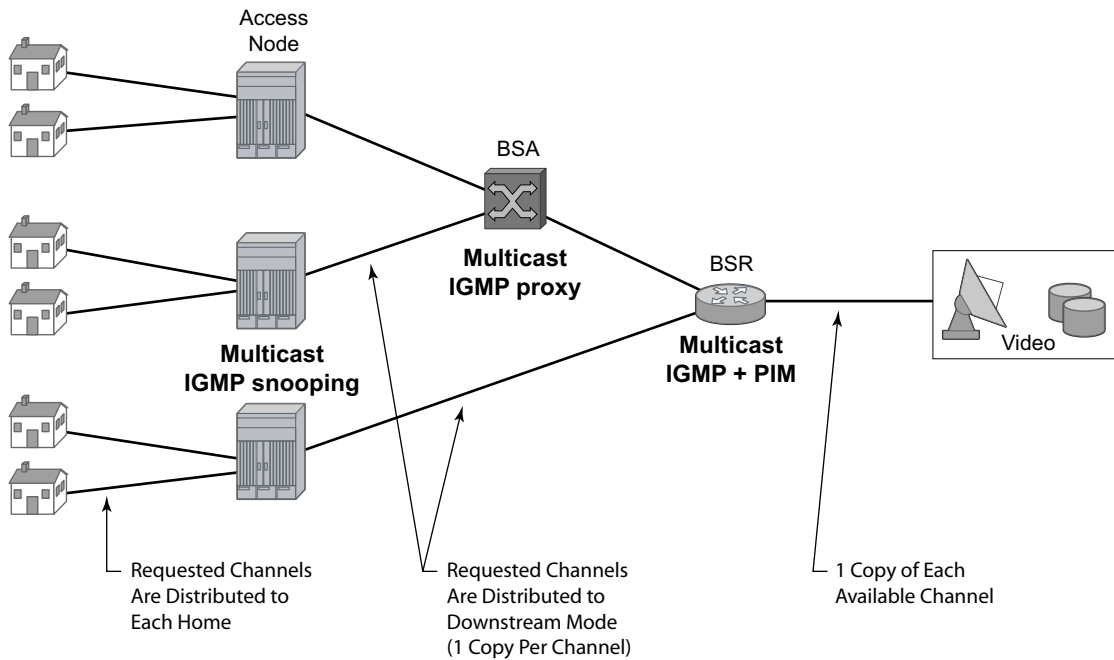 Access
Node
BSA
Multicast
IGMP proxy
BSR
Video
Multicast
IGMP snooping
Multicast
IGMP + PIM
Requested Channels
Are Distributed to
Each Home
Requested Channels
Are Distributed to
Downstream Mode
(1 Copy Per Channel)
1 Copy of Each
Available Channel